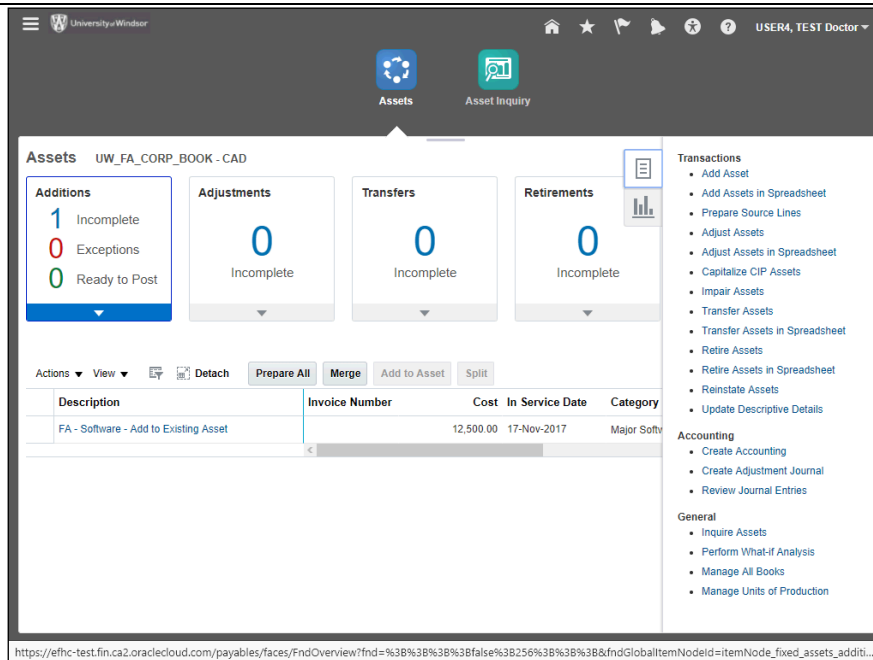 University of Windsor
USER4, TEST Doctor
Assets
Asset Inquiry
Assets UW_FA_CORP_BOOK - CAD
Additions
1 Incomplete
0 Exceptions
0 Ready to Post
Adjustments
0
Incomplete
Transfers
0
Incomplete
Retirements
0
Incomplete
Actions View Detach Prepare All Merge Add to Asset Split
Description Invoice Number Cost In Service Date Category
FA - Software - Add to Existing Asset 12,500.00 17-Nov-2017 Major Softw
Transactions
Add Asset
Add Assets in Spreadsheet
Prepare Source Lines
Adjust Assets
Adjust Assets in Spreadsheet
Capitalize CIP Assets
Impair Assets
Transfer Assets
Transfer Assets in Spreadsheet
Retire Assets
Retire Assets in Spreadsheet
Reinstate Assets
Update Descriptive Details
Accounting
Create Accounting
Create Adjustment Journal
Review Journal Entries
General
Inquire Assets
Perform What-if Analysis
Manage All Books
Manage Units of Production
https://efhc-test.fin.ca2.oraclecloud.com/payables/faces/FndOverview?fnd=%3B%3B%3B%3Bfalse%3B256%3B%3B%3B&fndGlobalItemNodeId=itemNode_fixed_assets_additi...